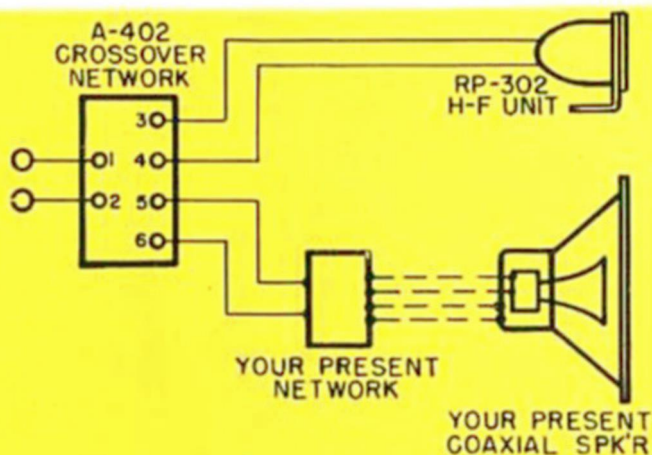 A-402
CROSSOVER
NETWORK
RP-302
H-F UNIT
3
1 4
2 5
6
YOUR PRESENT
NETWORK
YOUR PRESENT
COAXIAL SPK'R